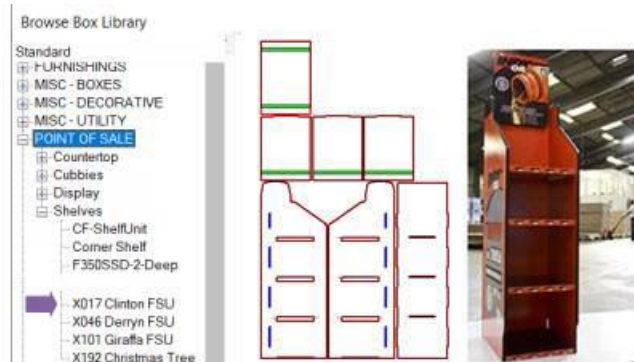 Browse Box Library
Standard
FURNISHINGS
MISC - BOXES
MISC - DECORATIVE
MISC - UTILITY
POINT OF SALE
Countertop
Cubbies
Display
Shelves
CF-ShelfUnit
Corner Shelf
F350SSD-2-Deep
X017 Clinton FSU
X046 Derryn FSU
X101 Giraffa FSU
X192 Christmas Tree